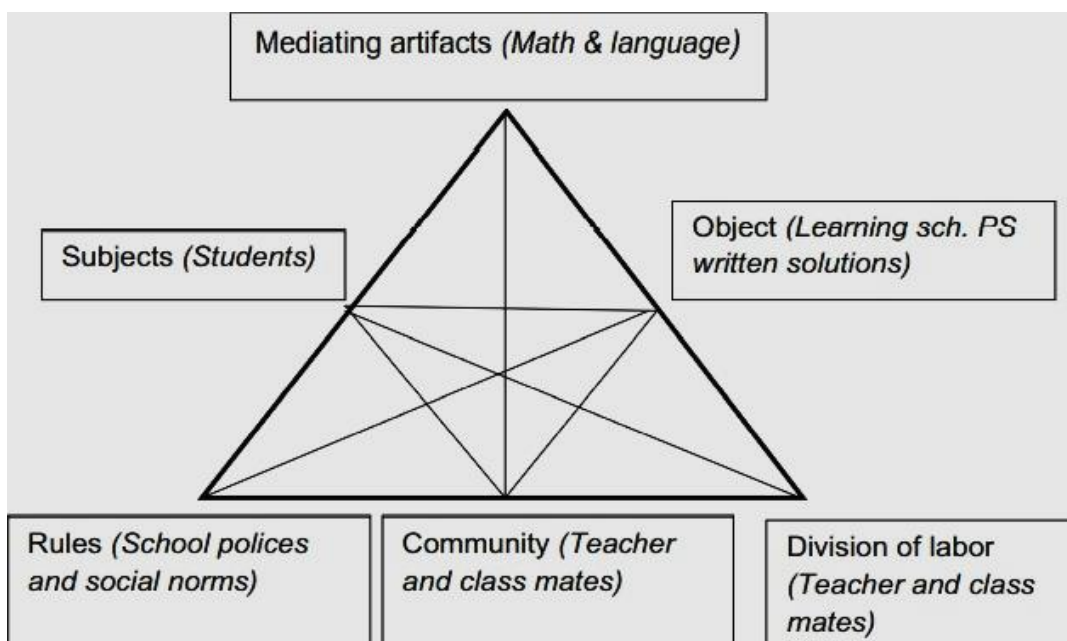 Mediating artifacts (Math & language)
Subjects (Students)
Object (Learning sch. PS
written solutions)
Rules (School polices
and social norms)
Community (Teacher
and class mates)
Division of labor
(Teacher and class
mates)